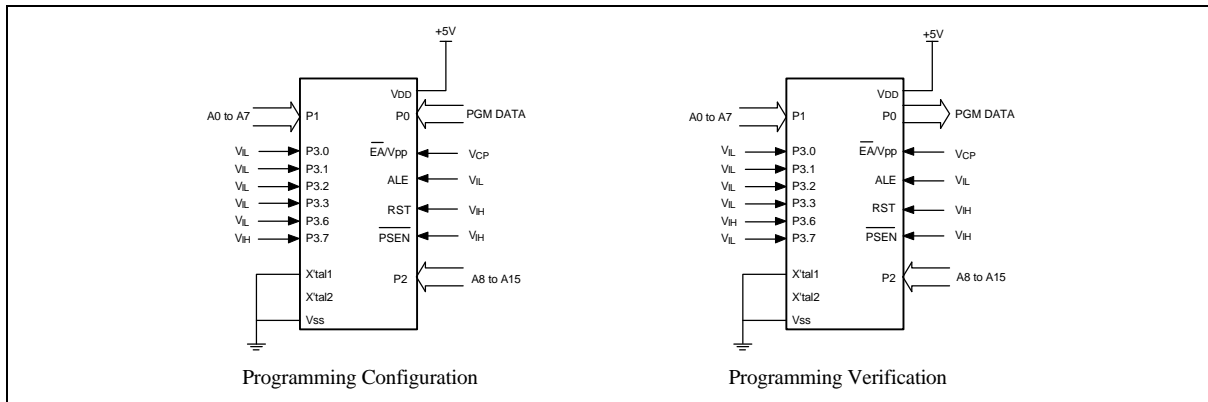 +5V
VDD
A0 to A7
P1
P0
PGM DATA
VIL
P3.0
EA/Vpp
VCP
VIL
P3.1
VIL
P3.2
ALE
VIL
VIL
P3.3
RST
VIH
VIL
P3.6
VIH
P3.7
PSEN
VIH
X'tal1
P2
A8 to A15
X'tal2
Vss
Programming Configuration
+5V
VDD
A0 to A7
P1
P0
PGM DATA
VIL
P3.0
EA/Vpp
VCP
VIL
P3.1
VIL
P3.2
ALE
VIL
VIL
P3.3
RST
VIH
VIH
P3.6
VIL
P3.7
PSEN
VIH
X'tal1
P2
A8 to A15
X'tal2
Vss
Programming Verification